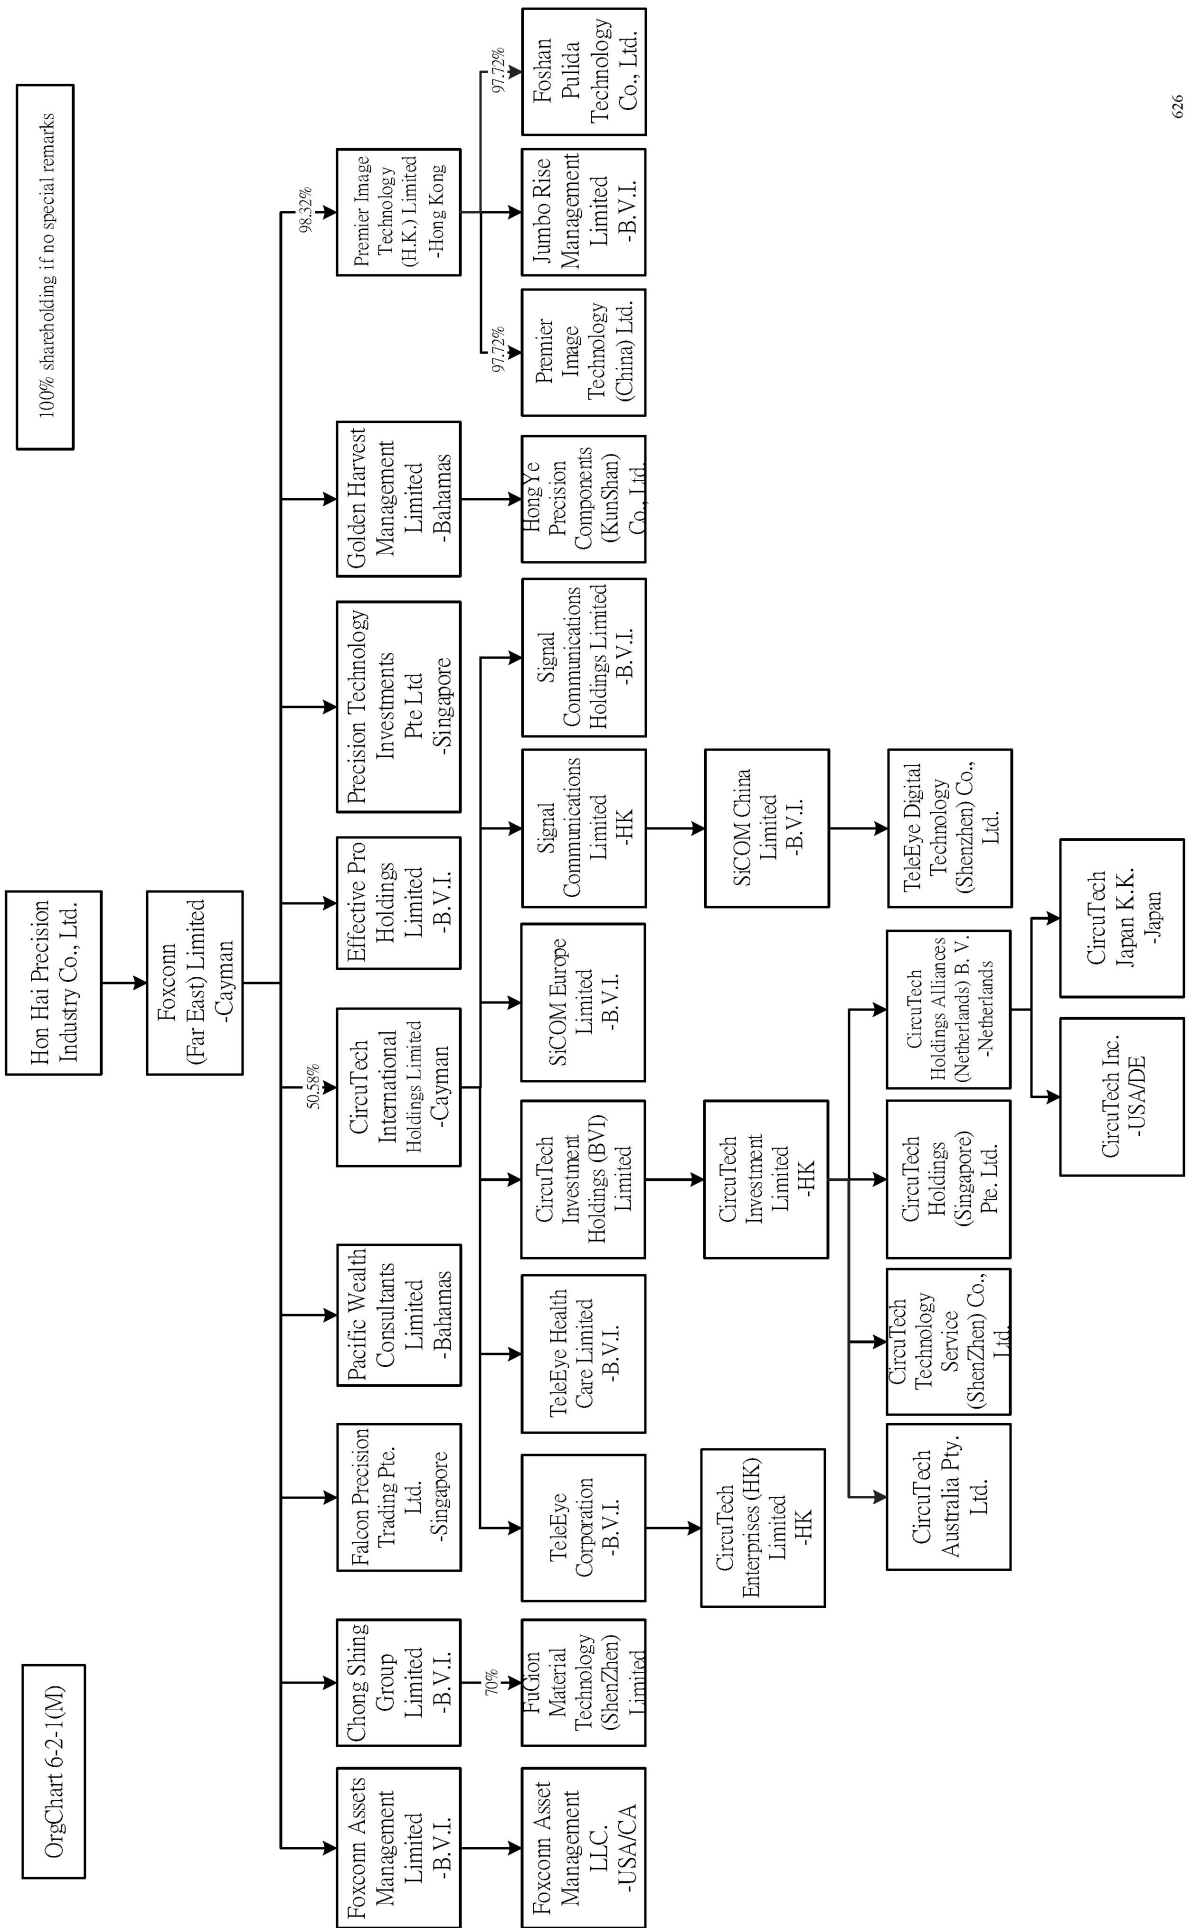 OrgChart 6-2-1(M)
100% shareholding if no special remarks
Hon Hai Precision
Industry Co., Ltd.
Foxconn
(Far East) Limited
-Cayman
50.58%
98.32%
Foxconn Assets
Management
Limited
-B.V.I.
Chong Shing
Group
Limited
-B.V.I.
Falcon Precision
Trading Pte.
Ltd.
-Singapore
Pacific Wealth
Consultants
Limited
-Bahamas
CircuTech
International
Holdings Limited
-Cayman
Effective Pro
Holdings
Limited
-B.V.I.
Precision Technology
Investments
Pte Ltd
-Singapore
Golden Harvest
Management
Limited
-Bahamas
Premier Image
Technology
(H.K.) Limited
-Hong Kong
70%
97.72%
97.72%
Foxconn Asset
Management
LLC.
-USA/CA
FuGion
Material
Technology
(ShenZhen)
Limited
TeleEye
Corporation
-B.V.I.
TeleEye Health
Care Limited
-B.V.I.
CircuTech
Investment
Holdings (BVI)
Limited
SiCOM Europe
Limited
-B.V.I.
Signal
Communications
Limited
-HK
Signal
Communications
Holdings Limited
-B.V.I.
HongYe
Precision
Components
(KunShan)
Co., Ltd.
Premier
Image
Technology
(China) Ltd.
Jumbo Rise
Management
Limited
-B.V.I.
Foshan
Pulida
Technology
Co., Ltd.
CircuTech
Enterprises (HK)
Limited
-HK
CircuTech
Investment
Limited
-HK
SiCOM China
Limited
-B.V.I.
CircuTech
Australia Pty.
Ltd.
CircuTech
Technology
Service
(ShenZhen) Co.,
Ltd.
CircuTech
Holdings
(Singapore)
Pte. Ltd.
CircuTech
Holdings Alliances
(Netherlands) B. V.
-Netherlands
TeleEye Digital
Technology
(Shenzhen) Co.,
Ltd.
CircuTech Inc.
-USA/DE
CircuTech
Japan K.K.
-Japan
626